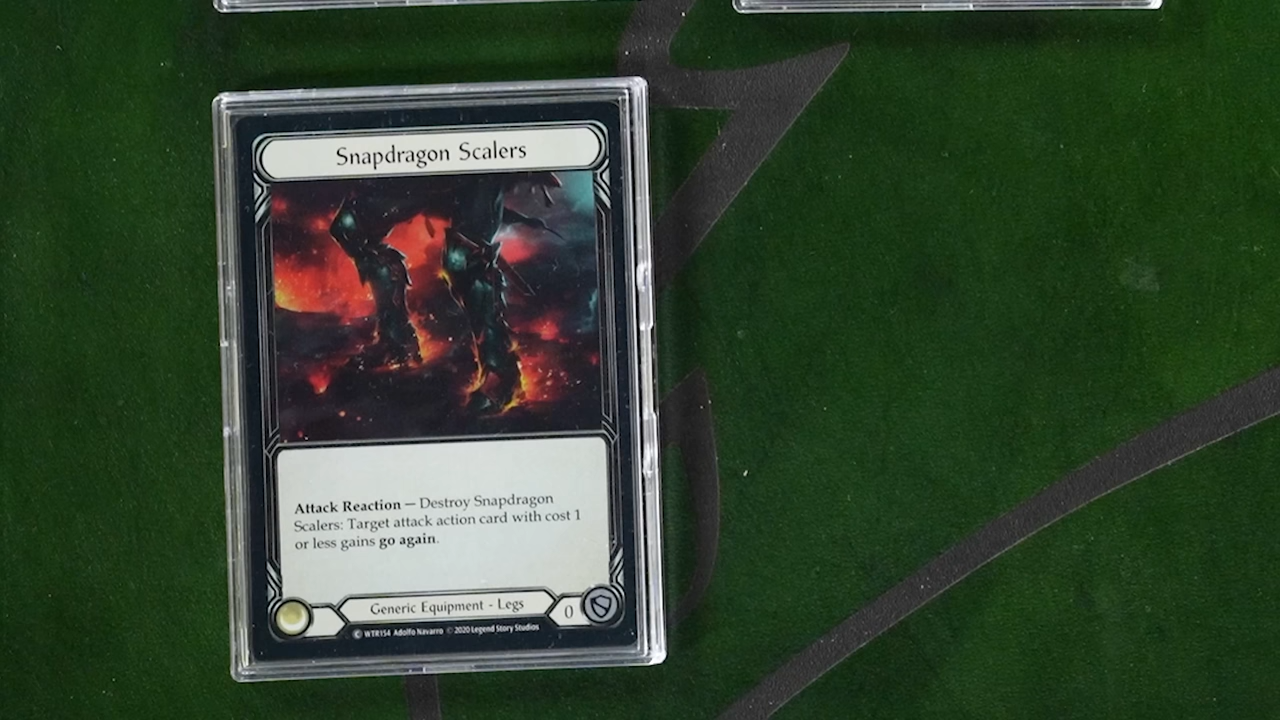 Snapdragon Scalers
Attack Reaction — Destroy Snapdragon
Scalers: Target attack action card with cost 1
or less gains go again.
Generic Equipment - Legs
0
C WTR154 Adolfo Navarro © 2020 Legend Story Studios